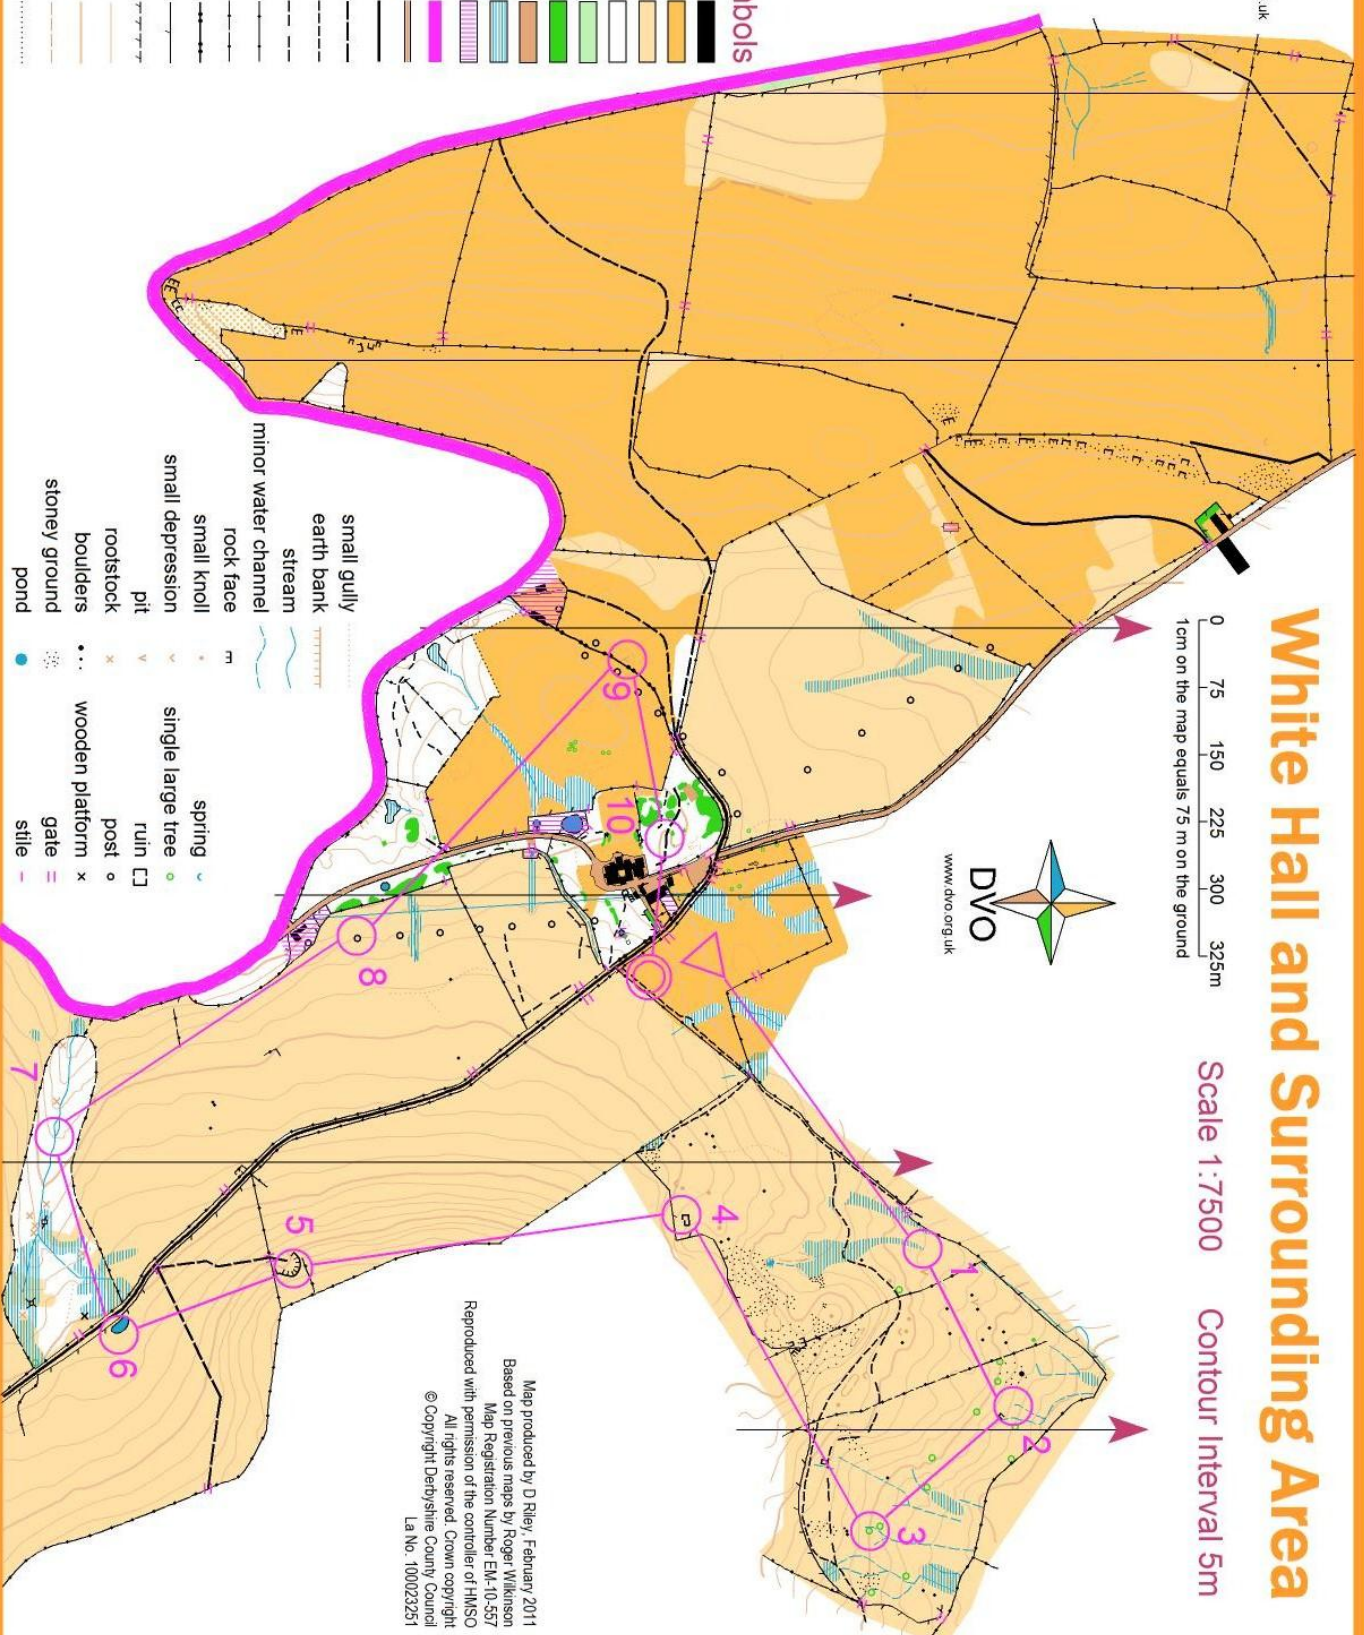 White Hall and Surrounding Area
Scale 1:7500
Contour Interval 5m
0 75 150 225 300 325m
1cm on the map equals 75 m on the ground
DVO
www.dvo.org.uk
uk
1
2
3
4
5
6
7
8
9
10
small gully
earth bank
stream
minor water channel
rock face
small knoll
small depression
pit
rootstock
boulders
stoney ground
pond
spring
single large tree
ruin
post
wooden platform
gate
stile
Map produced by D Riley, February 2011
Based on previous maps by Roger Wilkinson
Map Registration Number EM-10-557
Reproduced with permission of the controller of HMSO
All rights reserved. Crown copyright
© Copyright Derbyshire County Council
La No. 100023251